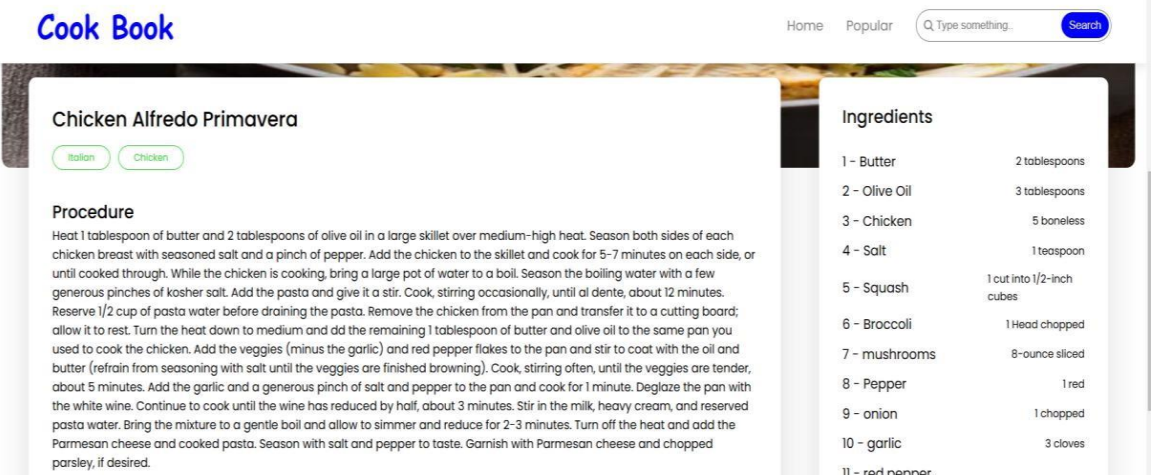 Cook Book
Home Popular Type something.. Search
Chicken Alfredo Primavera
Italian Chicken
Procedure
Heat 1 tablespoon of butter and 2 tablespoons of olive oil in a large skillet over medium-high heat. Season both sides of each
chicken breast with seasoned salt and a pinch of pepper. Add the chicken to the skillet and cook for 5-7 minutes on each side, or
until cooked through. While the chicken is cooking, bring a large pot of water to a boil. Season the boiling water with a few
generous pinches of kosher salt. Add the pasta and give it a stir. Cook, stirring occasionally, until al dente, about 12 minutes.
Reserve 1/2 cup of pasta water before draining the pasta. Remove the chicken from the pan and transfer it to a cutting board;
allow it to rest. Turn the heat down to medium and dd the remaining 1 tablespoon of butter and olive oil to the same pan you
used to cook the chicken. Add the veggies (minus the garlic) and red pepper flakes to the pan and stir to coat with the oil and
butter (refrain from seasoning with salt until the veggies are finished browning). Cook, stirring often, until the veggies are tender,
about 5 minutes. Add the garlic and a generous pinch of salt and pepper to the pan and cook for 1 minute. Deglaze the pan with
the white wine. Continue to cook until the wine has reduced by half, about 3 minutes. Stir in the milk, heavy cream, and reserved
pasta water. Bring the mixture to a gentle boil and allow to simmer and reduce for 2-3 minutes. Turn off the heat and add the
Parmesan cheese and cooked pasta. Season with salt and pepper to taste. Garnish with Parmesan cheese and chopped
parsley, if desired.
Ingredients
1 - Butter 2 tablespoons
2 - Olive Oil 3 tablespoons
3 - Chicken 5 boneless
4 - Salt 1 teaspoon
5 - Squash 1 cut into 1/2-inch
cubes
6 - Broccoli 1 Head chopped
7 - mushrooms 8-ounce sliced
8 - Pepper 1 red
9 - onion 1 chopped
10 - garlic 3 cloves
11 - red pepper